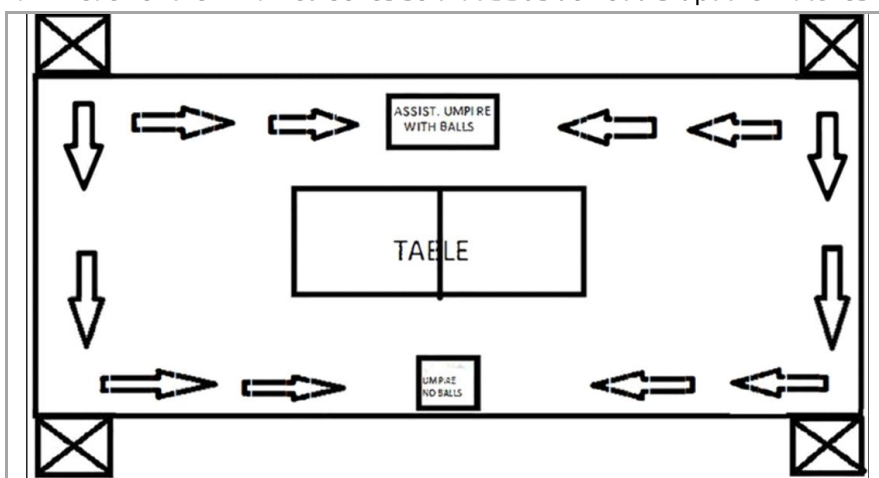 ASSIST. UMPIRE
WITH BALLS
TABLE
UMPIRE
NO BALLS